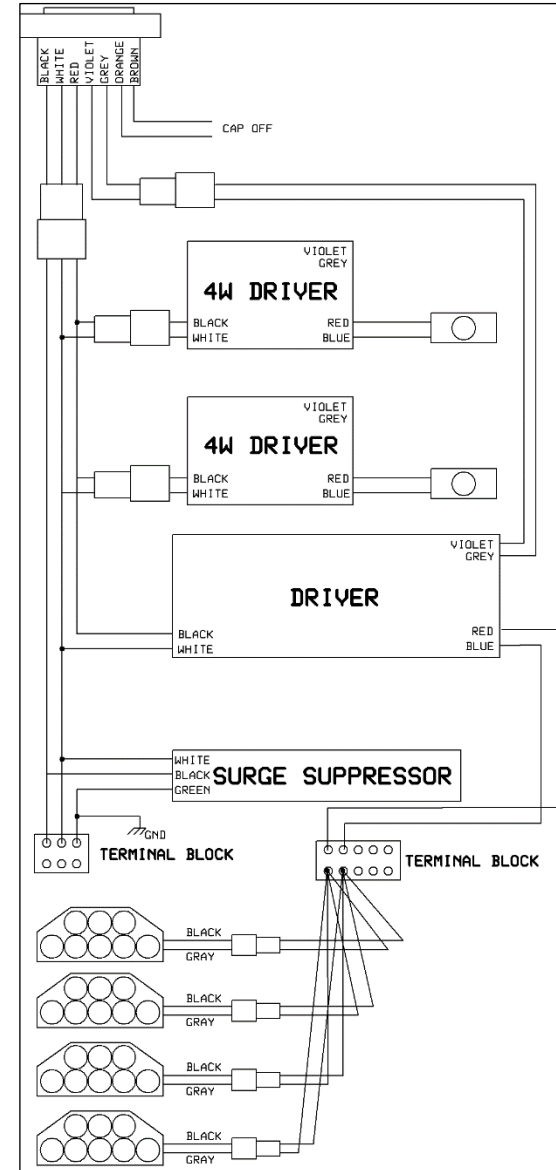 BLACK
WHITE
RED
VIOLET
GREY
ORANGE
BROWN
CAP OFF
VIOLET
GREY
4W DRIVER
BLACK
RED
WHITE
BLUE
VIOLET
GREY
4W DRIVER
BLACK
RED
WHITE
BLUE
VIOLET
GREY
DRIVER
BLACK
RED
WHITE
BLUE
WHITE
BLACK
GREEN
SURGE SUPPRESSOR
GND
TERMINAL BLOCK
TERMINAL BLOCK
BLACK
GRAY
BLACK
GRAY
BLACK
GRAY
BLACK
GRAY